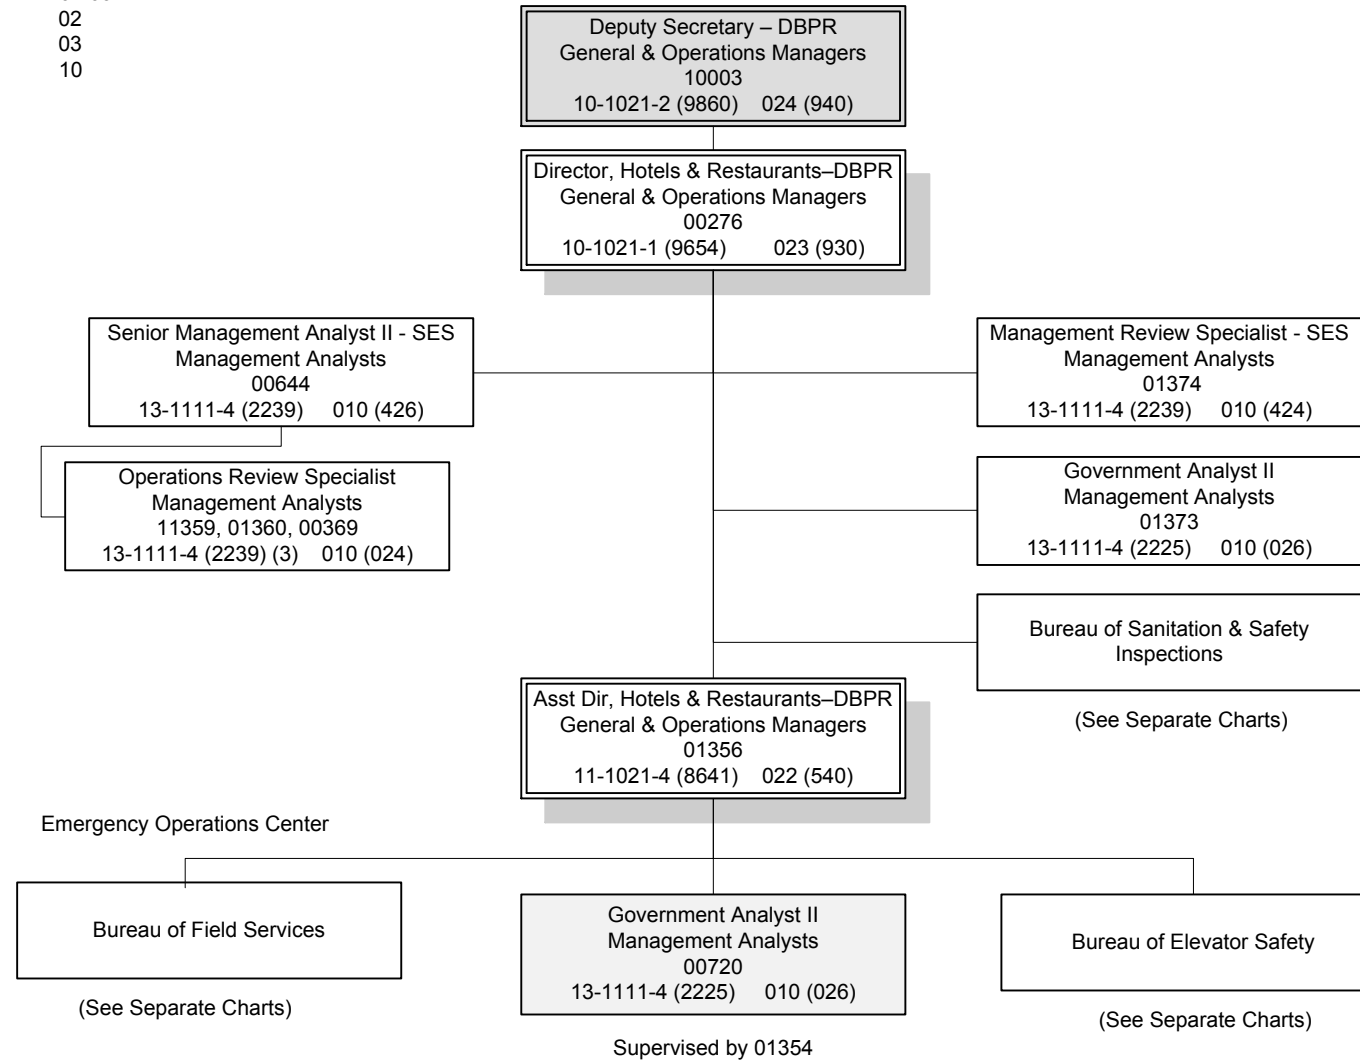 02
03
10
Deputy Secretary – DBPR
General & Operations Managers
10003
10-1021-2 (9860) 024 (940)
Director, Hotels & Restaurants–DBPR
General & Operations Managers
00276
10-1021-1 (9654) 023 (930)
Senior Management Analyst II - SES
Management Analysts
00644
13-1111-4 (2239) 010 (426)
Management Review Specialist - SES
Management Analysts
01374
13-1111-4 (2239) 010 (424)
Operations Review Specialist
Management Analysts
11359, 01360, 00369
13-1111-4 (2239) (3) 010 (024)
Government Analyst II
Management Analysts
01373
13-1111-4 (2225) 010 (026)
Bureau of Sanitation & Safety
Inspections
(See Separate Charts)
Asst Dir, Hotels & Restaurants–DBPR
General & Operations Managers
01356
11-1021-4 (8641) 022 (540)
Emergency Operations Center
Bureau of Field Services
(See Separate Charts)
Government Analyst II
Management Analysts
00720
13-1111-4 (2225) 010 (026)
Supervised by 01354
Bureau of Elevator Safety
(See Separate Charts)